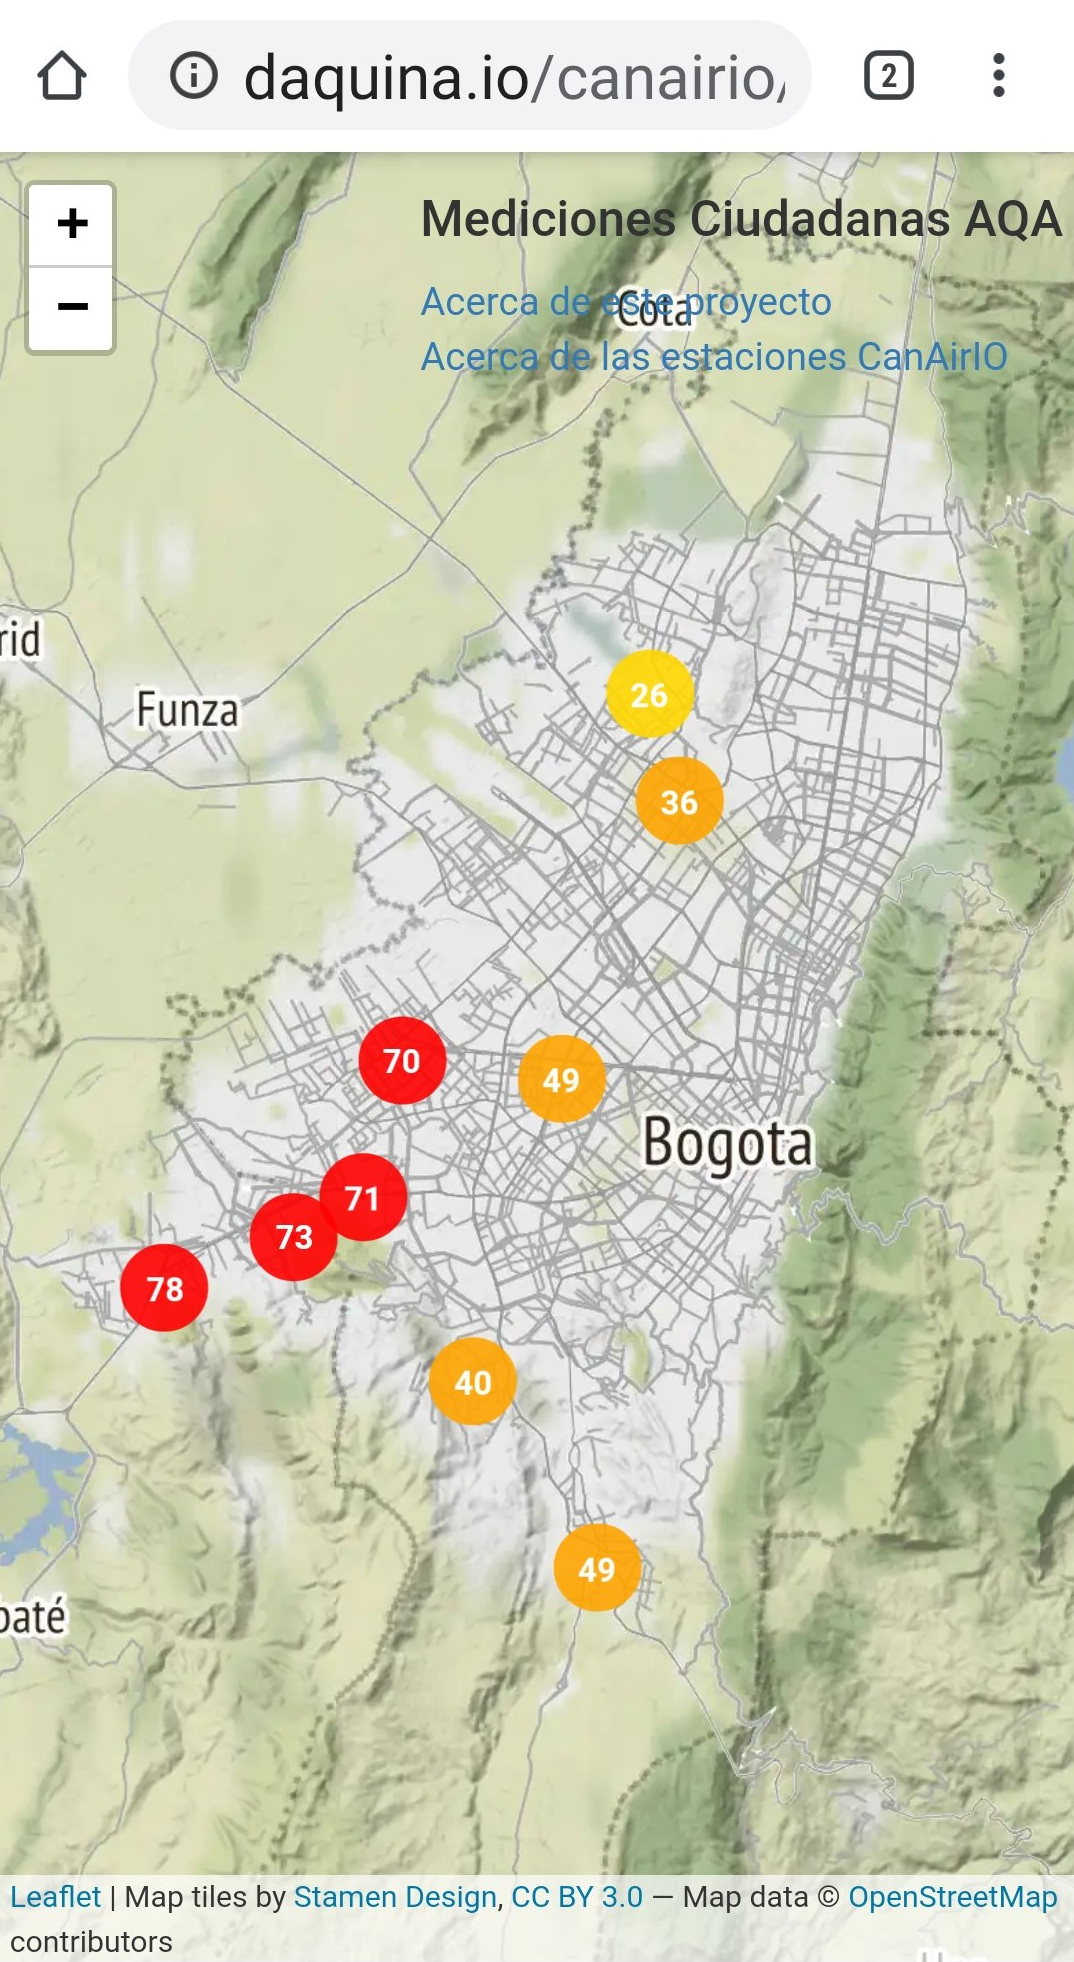 daquina.io/canairio/
2
+
Mediciones Ciudadanas AQA
−
Acerca de este proyecto
Cota
Acerca de las estaciones CanAirIO
rid
26
Funza
36
70
49
Bogota
71
73
78
40
49
paté
Leaflet | Map tiles by Stamen Design, CC BY 3.0 — Map data © OpenStreetMap
contributors